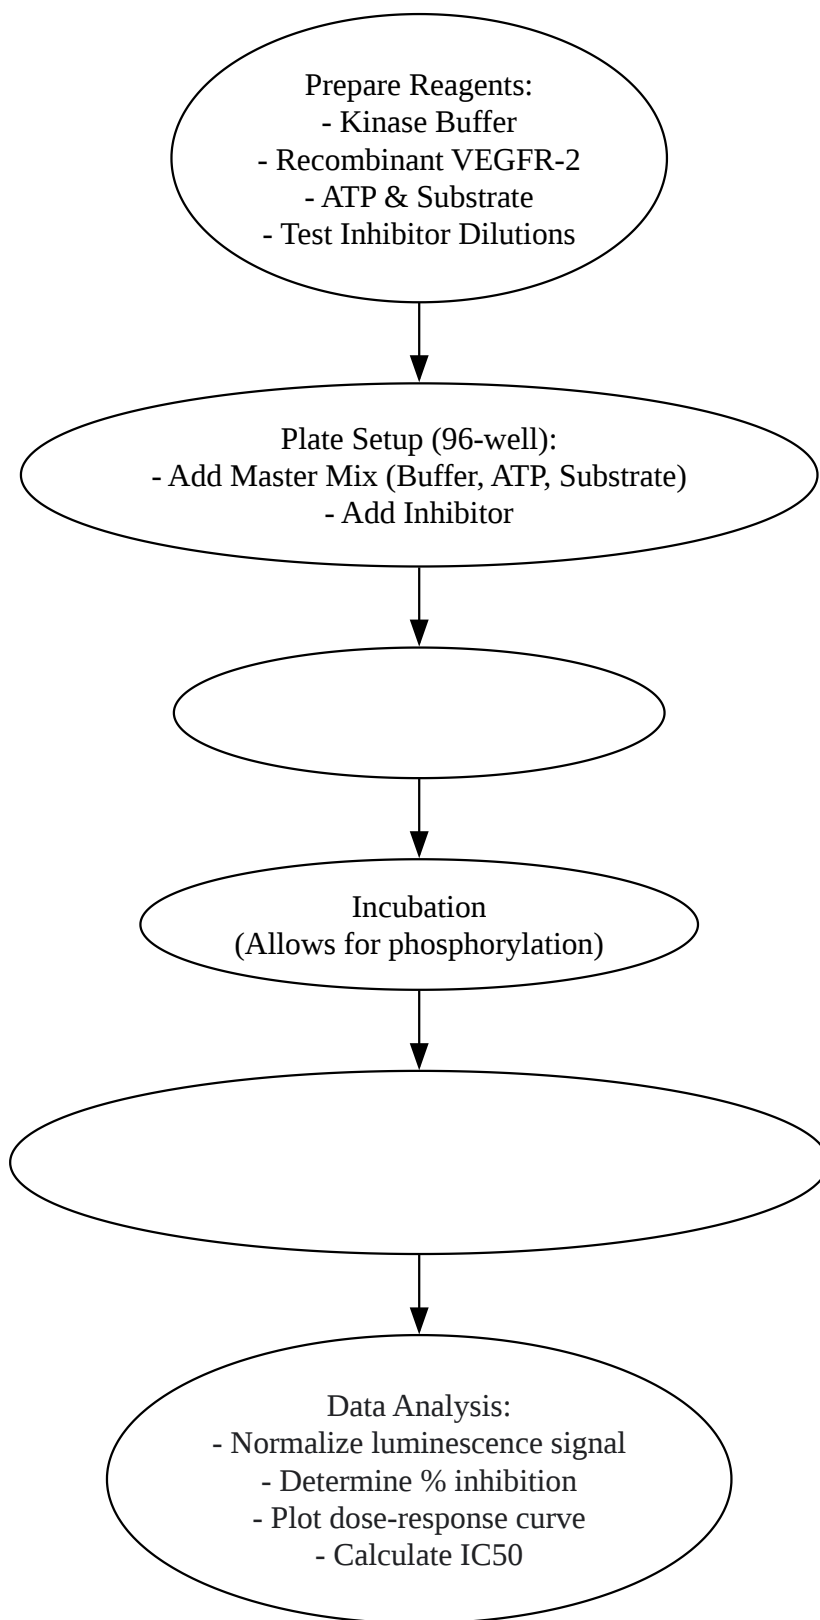 Prepare Reagents:
- Kinase Buffer
- Recombinant VEGFR-2
- ATP & Substrate
- Test Inhibitor Dilutions
Plate Setup (96-well):
- Add Master Mix (Buffer, ATP, Substrate)
- Add Inhibitor
Incubation
(Allows for phosphorylation)
Data Analysis:
- Normalize luminescence signal
- Determine % inhibition
- Plot dose-response curve
- Calculate IC50